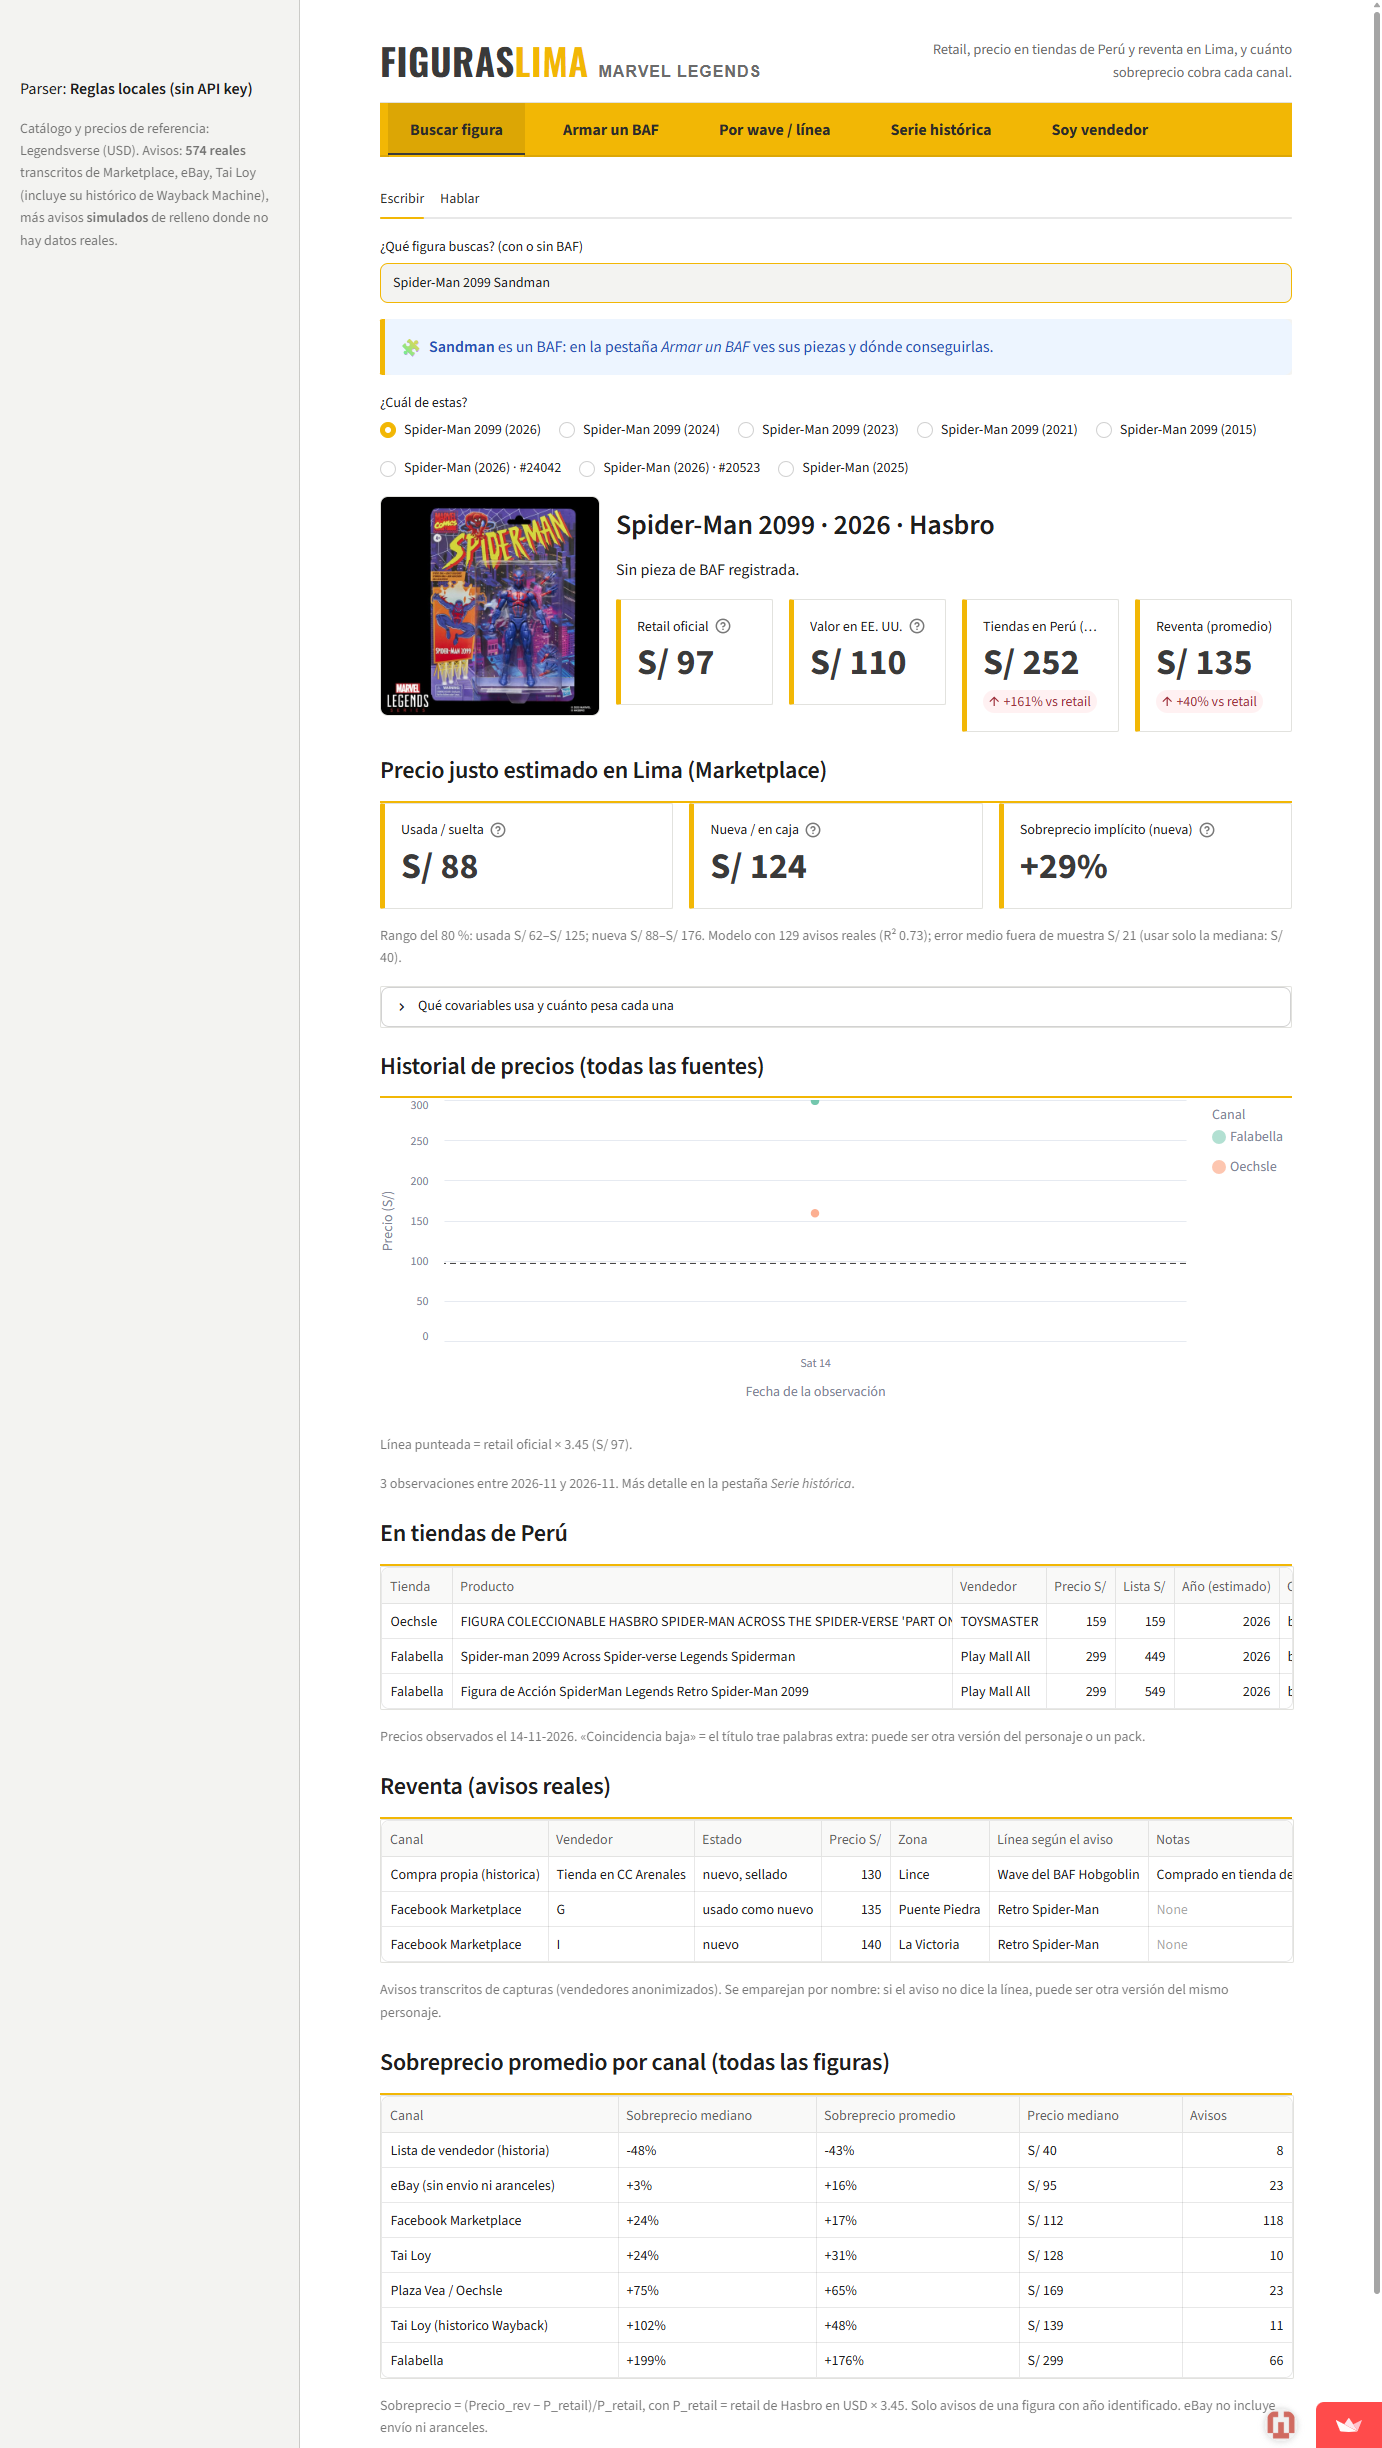 Parser: Reglas locales (sin API key)
Catálogo y precios de referencia:
Legendsverse (USD). Avisos: 574 reales
transcritos de Marketplace, eBay, Tai Loy
(incluye su histórico de Wayback Machine),
más avisos simulados de relleno donde no
hay datos reales.
FIGURASLIMA MARVEL LEGENDS
Retail, precio en tiendas de Perú y reventa en Lima, y cuánto
sobreprecio cobra cada canal.
Buscar figura Armar un BAF Por wave / línea Serie histórica Soy vendedor
Escribir Hablar
¿Qué figura buscas? (con o sin BAF)
Spider-Man 2099 Sandman
Sandman es un BAF: en la pestaña Armar un BAF ves sus piezas y dónde conseguirlas.
¿Cuál de estas?
Spider-Man 2099 (2026) Spider-Man 2099 (2024) Spider-Man 2099 (2023) Spider-Man 2099 (2021) Spider-Man 2099 (2015)
Spider-Man (2026) · #24042 Spider-Man (2026) · #20523 Spider-Man (2025)
MARVEL COMICS
SPIDER-MAN
SPIDER-MAN 2099
MARVEL
LEGENDS
Spider-Man 2099 · 2026 · Hasbro
Sin pieza de BAF registrada.
Retail oficial
S/ 97
Valor en EE. UU.
S/ 110
Tiendas en Perú (…
S/ 252
↑ +161% vs retail
Reventa (promedio)
S/ 135
↑ +40% vs retail
Precio justo estimado en Lima (Marketplace)
Usada / suelta
S/ 88
Nueva / en caja
S/ 124
Sobreprecio implícito (nueva)
+29%
Rango del 80 %: usada S/ 62–S/ 125; nueva S/ 88–S/ 176. Modelo con 129 avisos reales (R² 0.73); error medio fuera de muestra S/ 21 (usar solo la mediana: S/
40).
Qué covariables usa y cuánto pesa cada una
Historial de precios (todas las fuentes)
Precio (S/)
300
250
200
150
100
50
0
Sat 14
Fecha de la observación
Canal
Falabella
Oechsle
Línea punteada = retail oficial × 3.45 (S/ 97).
3 observaciones entre 2026-11 y 2026-11. Más detalle en la pestaña Serie histórica.
En tiendas de Perú
Tienda Producto Vendedor Precio S/ Lista S/ Año (estimado)
Oechsle FIGURA COLECCIONABLE HASBRO SPIDER-MAN ACROSS THE SPIDER-VERSE 'PART ON TOYSMASTER 159 159 2026
Falabella Spider-man 2099 Across Spider-verse Legends Spiderman Play Mall All 299 449 2026
Falabella Figura de Acción SpiderMan Legends Retro Spider-Man 2099 Play Mall All 299 549 2026
Precios observados el 14-11-2026. «Coincidencia baja» = el título trae palabras extra: puede ser otra versión del personaje o un pack.
Reventa (avisos reales)
Canal Vendedor Estado Precio S/ Zona Línea según el aviso Notas
Compra propia (historica) Tienda en CC Arenales nuevo, sellado 130 Lince Wave del BAF Hobgoblin Comprado en tienda de
Facebook Marketplace G usado como nuevo 135 Puente Piedra Retro Spider-Man None
Facebook Marketplace I nuevo 140 La Victoria Retro Spider-Man None
Avisos transcritos de capturas (vendedores anonimizados). Se emparejan por nombre: si el aviso no dice la línea, puede ser otra versión del mismo
personaje.
Sobreprecio promedio por canal (todas las figuras)
Canal Sobreprecio mediano Sobreprecio promedio Precio mediano Avisos
Lista de vendedor (historia) -48% -43% S/ 40 8
eBay (sin envio ni aranceles) +3% +16% S/ 95 23
Facebook Marketplace +24% +17% S/ 112 118
Tai Loy +24% +31% S/ 128 10
Plaza Vea / Oechsle +75% +65% S/ 169 23
Tai Loy (historico Wayback) +102% +48% S/ 139 11
Falabella +199% +176% S/ 299 66
Sobreprecio = (Precio_rev − P_retail)/P_retail, con P_retail = retail de Hasbro en USD × 3.45. Solo avisos de una figura con año identificado. eBay no incluye
envío ni aranceles.